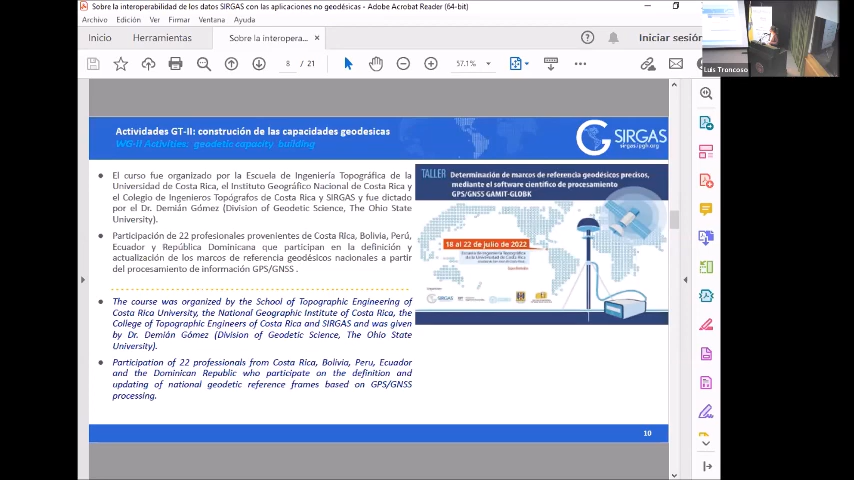 Sobre la interoperabilidad de los datos SIRGAS con las aplicaciones no geodésicas - Adobe Acrobat Reader (64-bit)
Archivo Edición Ver Firmar Ventana Ayuda
Inicio Herramientas Sobre la interopera... × Iniciar sesión
8 / 21 57.1%
Luis Troncoso
Actividades GT-II: construción de las capacidades geodesicas
WG-II Activities: geodetic capacity building
SIRGAS
sirgas.ipgh.org
• El curso fue organizado por la Escuela de Ingeniería Topográfica de la
Universidad de Costa Rica, el Instituto Geográfico Nacional de Costa Rica y
el Colegio de Ingenieros Topógrafos de Costa Rica y SIRGAS y fue dictado
por el Dr. Demián Gómez (Division of Geodetic Science, The Ohio State
University).
• Participación de 22 profesionales provenientes de Costa Rica, Bolivia, Perú,
Ecuador y República Dominicana que participan en la definición y
actualización de los marcos de referencia geodésicos nacionales a partir
del procesamiento de información GPS/GNSS .
• The course was organized by the School of Topographic Engineering of
Costa Rica University, the National Geographic Institute of Costa Rica, the
College of Topographic Engineers of Costa Rica and SIRGAS and was given
by Dr. Demián Gómez (Division of Geodetic Science, The Ohio State
University).
• Participation of 22 professionals from Costa Rica, Bolivia, Peru, Ecuador
and the Dominican Republic who participate on the definition and
updating of national geodetic reference frames based on GPS/GNSS
processing.
TALLER Determinación de marcos de referencia geodésicos precisos,
mediante el software científico de procesamiento
GPS/GNSS GAMIT-GLOBK
18 al 22 de julio de 2022
Escuela de Ingeniería Topográfica
de la Universidad de Costa Rica
SIRGAS
10